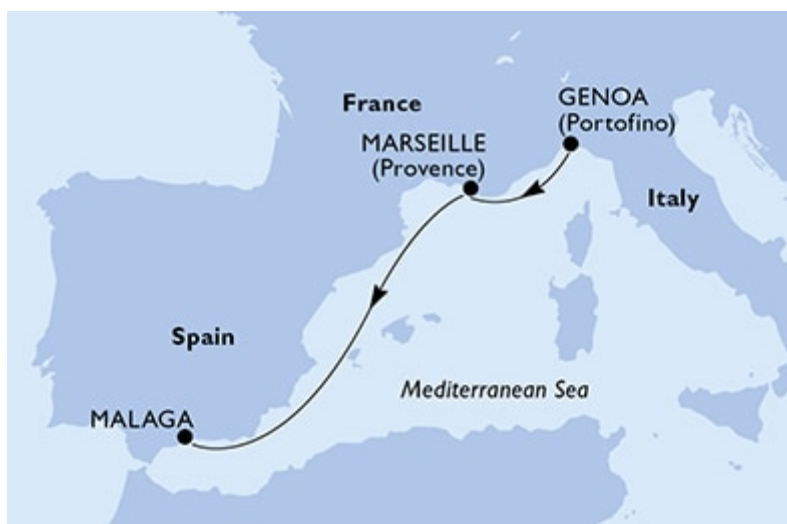 France
GENOA
(Portofino)
MARSEILLE
(Provence)
Italy
Spain
Mediterranean Sea
MALAGA